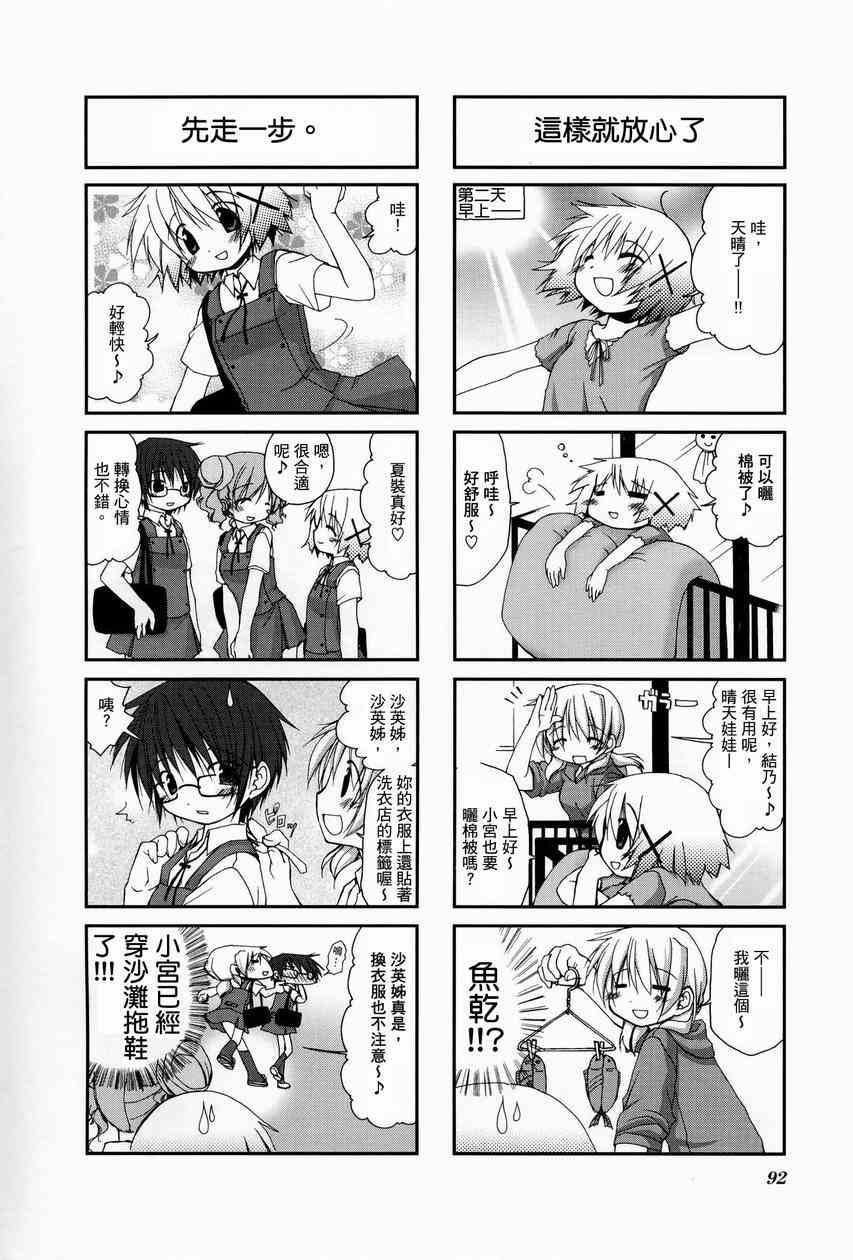 這樣就放心了
第二天
早上——
哇，
天晴了——!!
可以曬
棉被了♪
呼哇～
好舒服～♡
早上好，結乃～♪
很有用呢，
晴天娃娃—
ガラー
早上好～
小宮也要
曬棉被嗎？
不——
我曬這個～
魚乾!!?
先走一步。
哇！
好輕快～♪
夏裝真好♡
嗯，
很合適
呢♪
轉換心情
也不錯。
沙英姊，
沙英姊，
妳的衣服上還貼著
洗衣店的標籤喔～
咦？
沙英姊真是，
換衣服也不注意～♪
小宮已經
穿沙灘拖鞋
了!!!
92